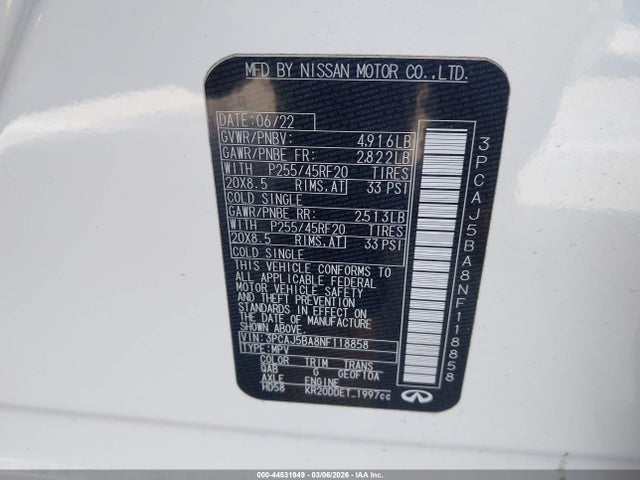 MFD BY NISSAN MOTOR CO.,LTD.
DATE: 06/22
GVWR/PNBV: 4,916LB
GAWR/PNBE FR: 2,822LB
WITH P255/45RF20 TIRES
20X8.5 RIMS,AT 33 PSI
COLD SINGLE
GAWR/PNBE RR: 2513LB
WITH P255/45RF20 TIRES
20X8.5 RIMS,AT 33 PSI
COLD SINGLE
THIS VEHICLE CONFORMS TO
ALL APPLICABLE FEDERAL
MOTOR VEHICLE SAFETY
AND THEFT PREVENTION
STANDARDS IN EFFECT ON
THE DATE OF MANUFACTURE
SHOWN ABOVE.
VIN: 3PCAJ5BA8NF118858
TYPE: MPV
COLOR TRIM TRANS
QAB G GE0F10A
AXLE ENGINE
HD58 KR20DDET 1997cc
3PCAJ5BA8NF118858
INFINITI
000-44531949 | 03/06/2026 | IAA Inc.